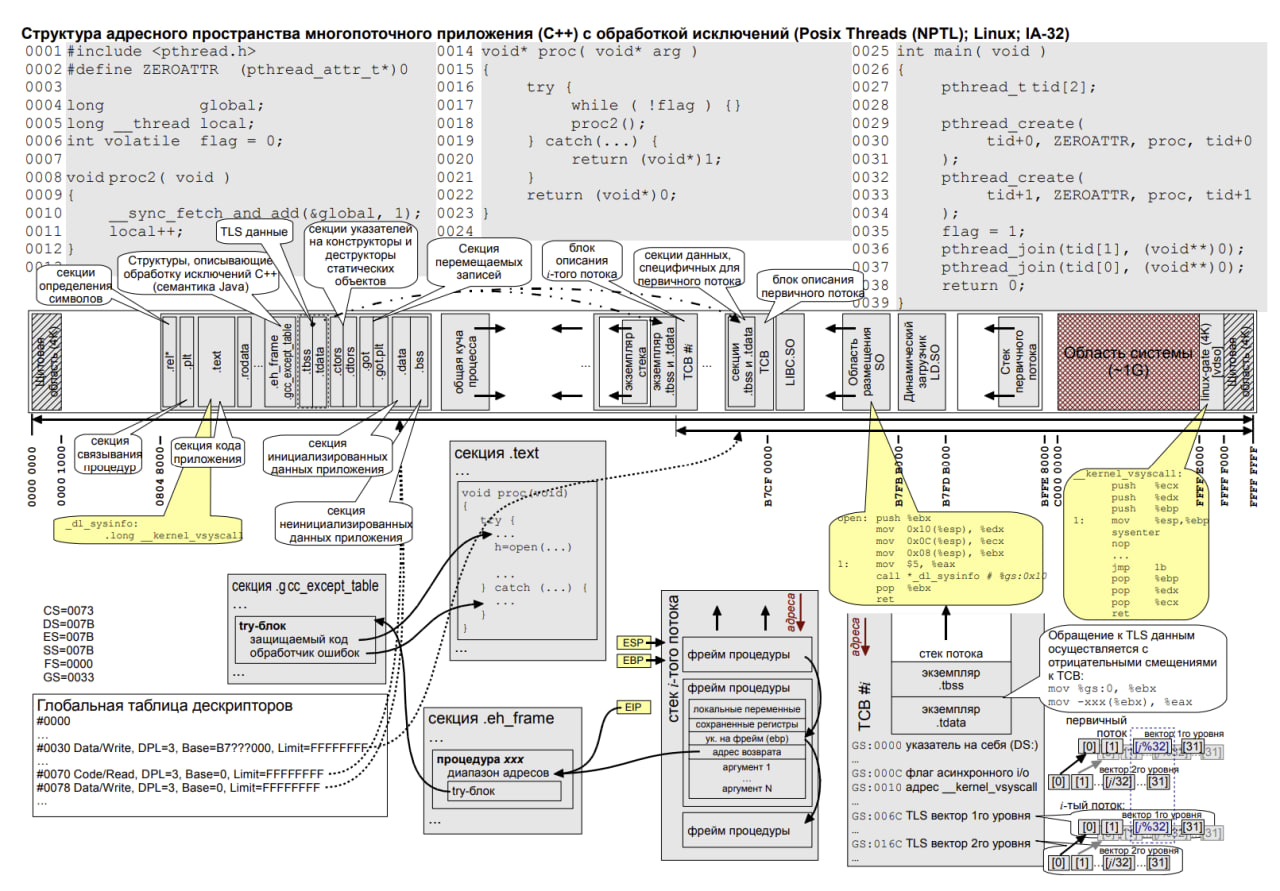 Структура адресного пространства многопоточного приложения (C++) с обработкой исключений (Posix Threads (NPTL); Linux; IA-32)
0001 #include <pthread.h>
0002 #define ZEROATTR (pthread_attr_t*)0
0003
0004 long global;
0005 long __thread local;
0006 int volatile flag = 0;
0007
0008 void proc2( void )
0009 {
0010 __sync_fetch_and_add(&global, 1);
0011 local++;
0012 }
0014 void* proc( void* arg )
0015 {
0016 try {
0017 while ( !flag ) {}
0018 proc2();
0019 } catch(...) {
0020 return (void*)1;
0021 }
0022 return (void*)0;
0023 }
0024
0025 int main( void )
0026 {
0027 pthread_t tid[2];
0028
0029 pthread_create(
0030 tid+0, ZEROATTR, proc, tid+0
0031 );
0032 pthread_create(
0033 tid+1, ZEROATTR, proc, tid+1
0034 );
0035 flag = 1;
0036 pthread_join(tid[1], (void**)0);
0037 pthread_join(tid[0], (void**)0);
0038 return 0;
0039 }
секции
определения
символов
Структуры, описывающие
обработку исключений C++
(семантика Java)
TLS данные
секции указателей
на конструкторы и
деструкторы
статических
объектов
Секция
перемещаемых
записей
блок
описания
i-того потока
секции данных,
специфичных для
первичного потока
блок описания
первичного потока
Щитовая
область (4K)
.rel*
.plt
.text
.rodata
...
.eh_frame
.gcc_except_table
.tbss
.tdata
.ctors
.dtors
.got
.got.plt
.data
.bss
общая куча
процесса
...
экземпляр
стека
экземпляр
.tbss и .tdata
TCB #i
...
секции
.tbss и .tdata
TCB
LIBC.SO
Область
размещения
SO
Динамический
загрузчик
LD.SO
Стек
первичного
потока
Область системы
(~1G)
linux-gate (4K)
[vdso]
Щитовая
область (4K)
секция
связывания
процедур
секция кода
приложения
секция
инициализированных
данных приложения
секция
неинициализированных
данных приложения
0000 0000
0000 1000
0804 8000
B7CF 0000
B7FB B000
B7FD B000
BFFE 8000
C000 0000
FFFF E000
FFFF F000
FFFF FFFF
_dl_sysinfo:
.long __kernel_vsyscall
секция .text
...
void proc(void)
{
try {
...
h=open(...)
...
} catch (...) {
...
}
}
open: push %ebx
mov 0x10(%esp), %edx
mov 0x0C(%esp), %ecx
mov 0x08(%esp), %ebx
1: mov $5, %eax
call *_dl_sysinfo # %gs:0x10
pop %ebx
ret
__kernel_vsyscall:
push %ecx
push %edx
push %ebp
1: mov %esp,%ebp
sysenter
nop
...
jmp 1b
pop %ebp
pop %edx
pop %ecx
ret
CS=0073
DS=007B
ES=007B
SS=007B
FS=0000
GS=0033
секция .gcc_except_table
...
try-блок
защищаемый код
обработчик ошибок
...
Глобальная таблица дескрипторов
#0000
...
#0030 Data/Write, DPL=3, Base=B7???000, Limit=FFFFFFFF
...
#0070 Code/Read, DPL=3, Base=0, Limit=FFFFFFFF
#0078 Data/Write, DPL=3, Base=0, Limit=FFFFFFFF
...
секция .eh_frame
...
процедура xxx
диапазон адресов
try-блок
...
ESP
EBP
EIP
стек i-того потока
адреса
фрейм процедуры
фрейм процедуры
локальные переменные
сохраненные регистры
ук. на фрейм (ebp)
адрес возврата
аргумент 1
...
аргумент N
фрейм процедуры
TCB #i
адреса
стек потока
экземпляр
.tbss
экземпляр
.tdata
GS:0000 указатель на себя (DS:)
...
GS:000C флаг асинхронного i/o
GS:0010 адрес __kernel_vsyscall
...
GS:006C TLS вектор 1го уровня
...
GS:016C TLS вектор 2го уровня
...
Обращение к TLS данным
осуществляется с
отрицательными смещениями
к TCB:
mov %gs:0, %ebx
mov -xxx(%ebx), %eax
первичный
поток
вектор 1го уровня
[0] [1] ...[j%32]...[31]
вектор 2го уровня
[0] [1] ...[j/32]...[31]
i-тый поток:
вектор 1го уровня
[0] [1] ...[j%32]...[31]
вектор 2го уровня
[0] [1] ...[j/32]...[31]